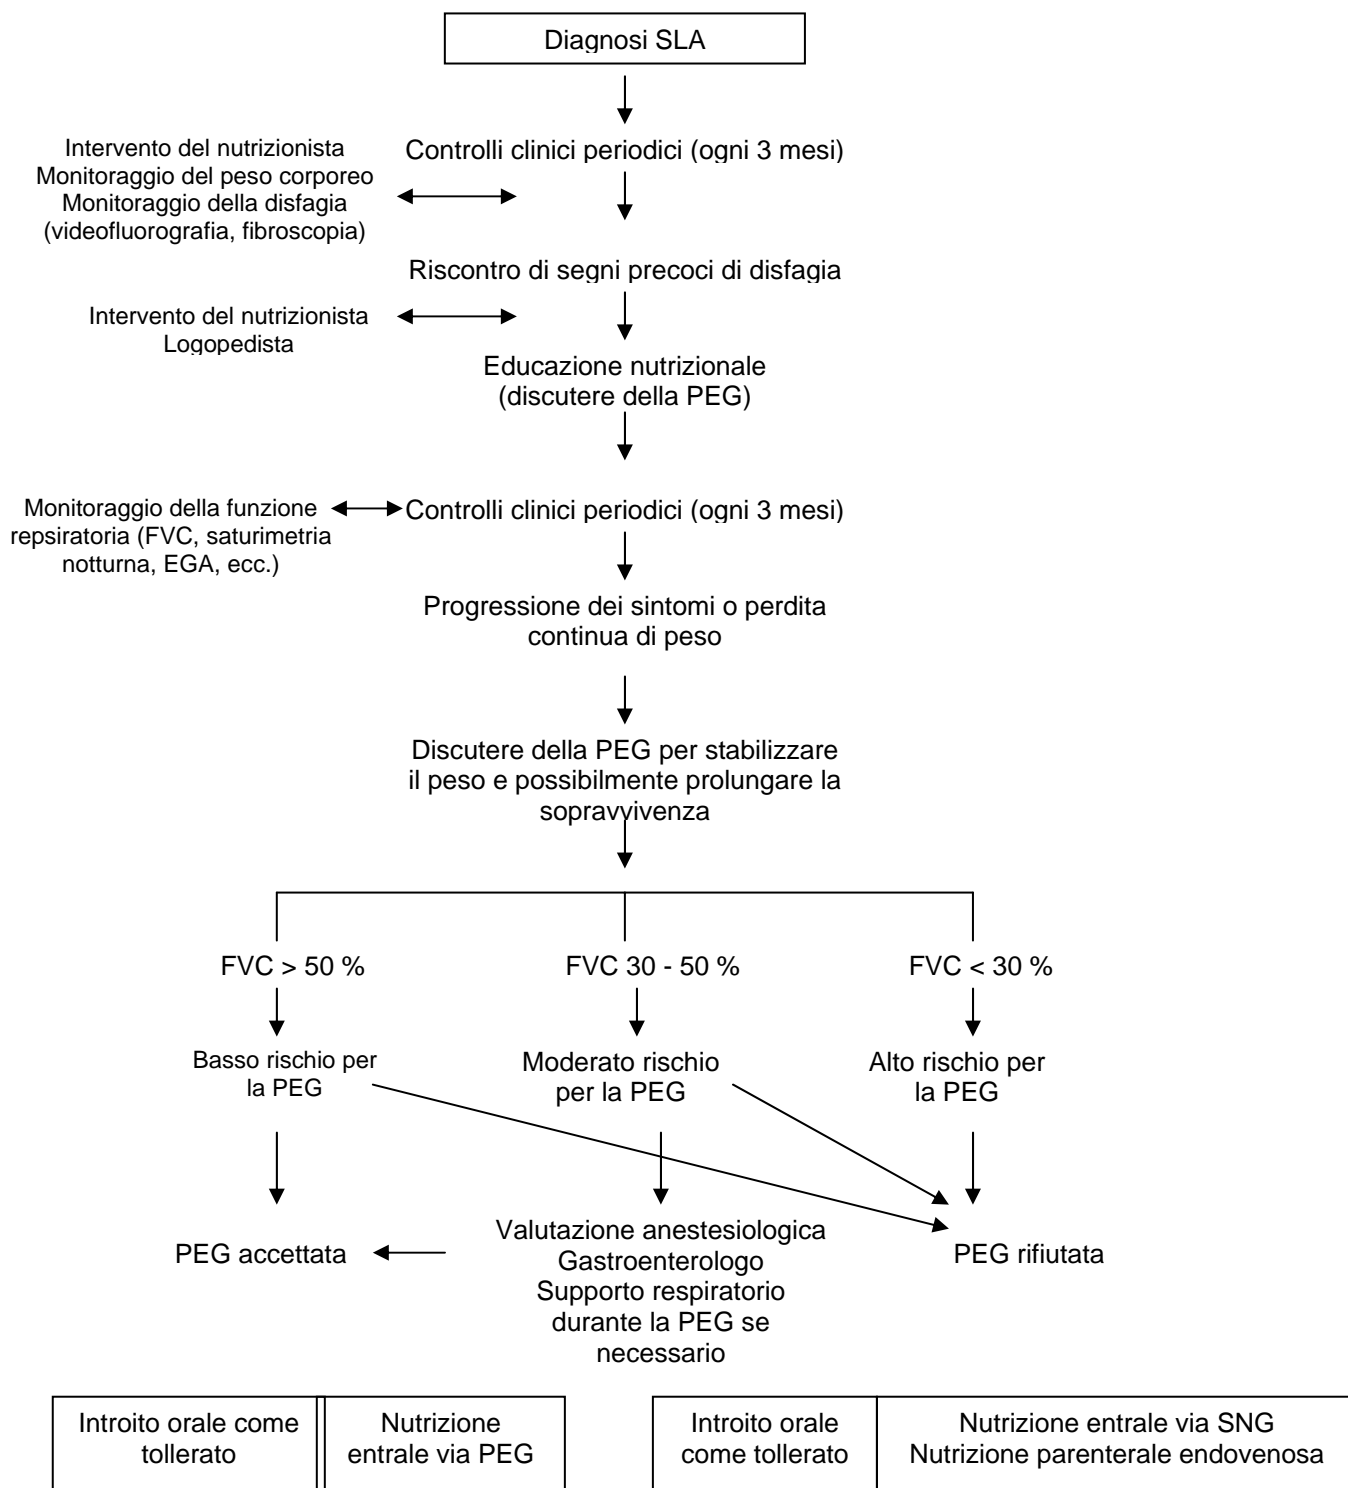 Diagnosi SLA
Intervento del nutrizionista
Monitoraggio del peso corporeo
Monitoraggio della disfagia
(videofluorografia, fibroscopia)
Controlli clinici periodici (ogni 3 mesi)
Riscontro di segni precoci di disfagia
Intervento del nutrizionista
Logopedista
Educazione nutrizionale
(discutere della PEG)
Monitoraggio della funzione
repsiratoria (FVC, saturimetria
notturna, EGA, ecc.)
Controlli clinici periodici (ogni 3 mesi)
Progressione dei sintomi o perdita
continua di peso
Discutere della PEG per stabilizzare
il peso e possibilmente prolungare la
sopravvivenza
FVC > 50 %
FVC 30 - 50 %
FVC < 30 %
Basso rischio per
la PEG
Moderato rischio
per la PEG
Alto rischio per
la PEG
PEG accettata
Valutazione anestesiologica
Gastroenterologo
Supporto respiratorio
durante la PEG se
necessario
PEG rifiutata
Introito orale come
tollerato
Nutrizione
entrale via PEG
Introito orale
come tollerato
Nutrizione entrale via SNG
Nutrizione parenterale endovenosa